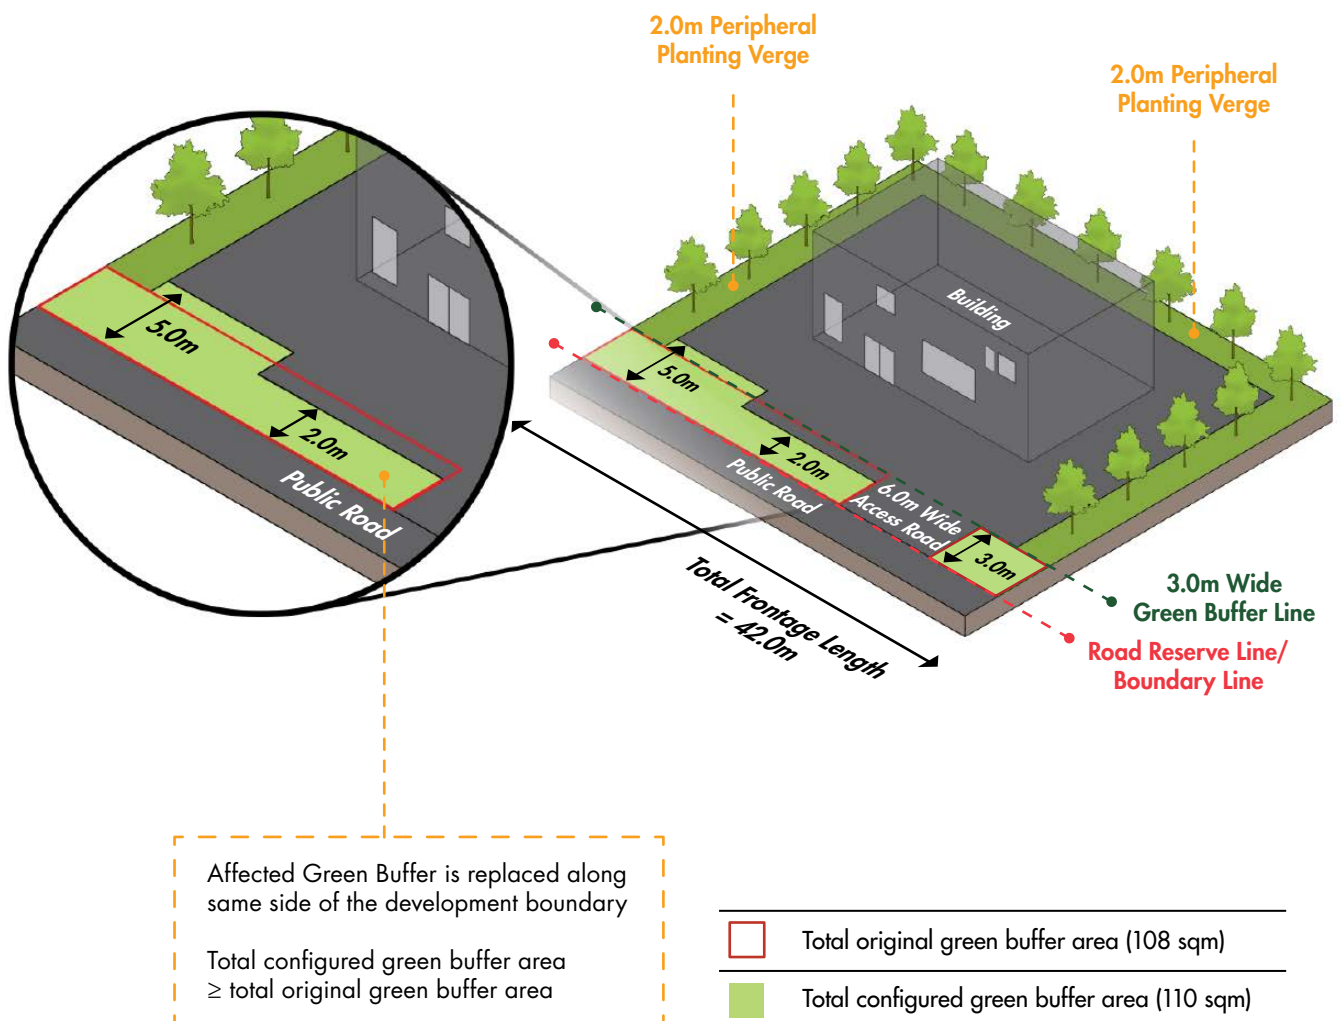 2.0m Peripheral
Planting Verge
2.0m Peripheral
Planting Verge
5.0m
2.0m
Public Road
Building
5.0m
2.0m
Public Road
6.0m Wide
Access Road
3.0m
Total Frontage Length
= 42.0m
3.0m Wide
Green Buffer Line
Road Reserve Line/
Boundary Line
Affected Green Buffer is replaced along
same side of the development boundary
Total configured green buffer area
≥ total original green buffer area
Total original green buffer area (108 sqm)
Total configured green buffer area (110 sqm)